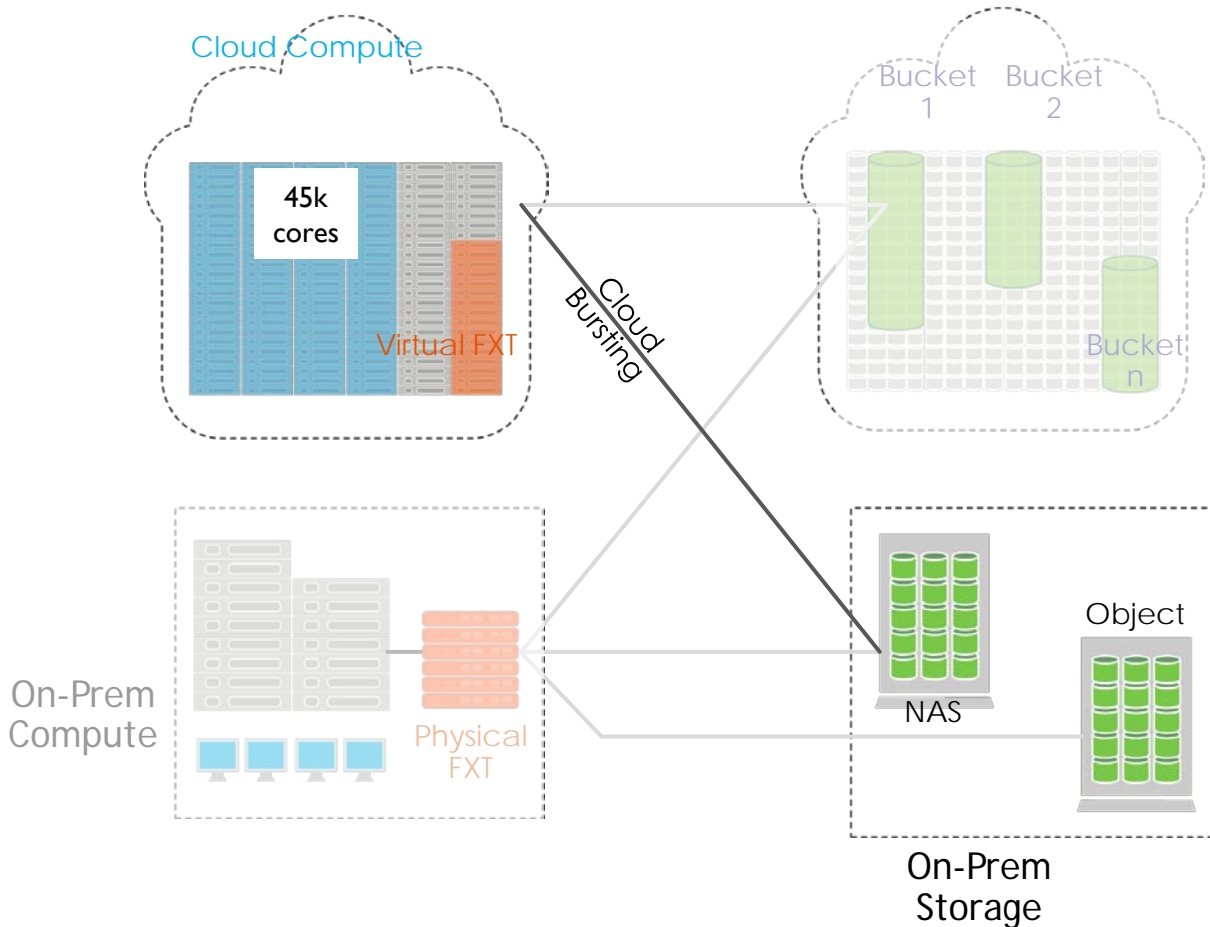 Cloud Compute
Bucket
1
Bucket
2
45k
cores
Virtual FXT
Bucket
n
Cloud
Bursting
On-Prem
Compute
Physical
FXT
NAS
Object
On-Prem
Storage